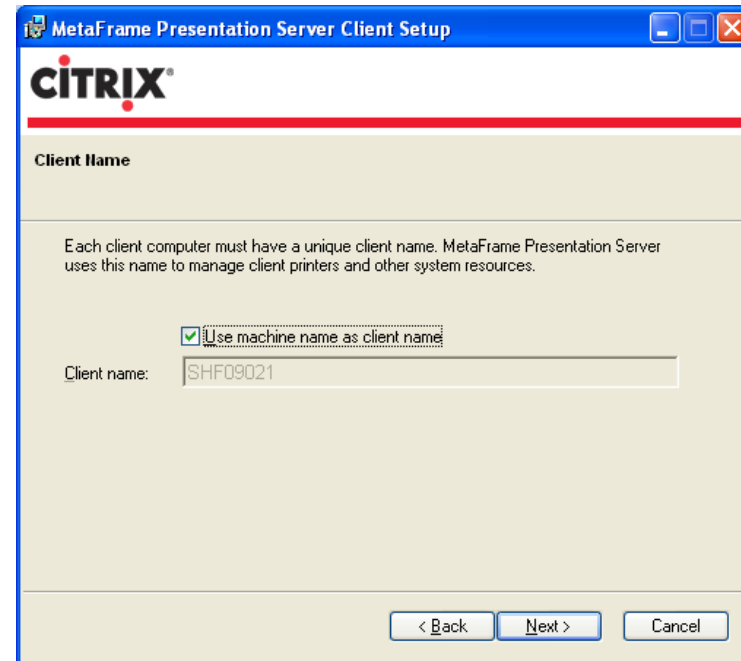 MetaFrame Presentation Server Client Setup
CİTRIX®
Client Name
Each client computer must have a unique client name. MetaFrame Presentation Server
uses this name to manage client printers and other system resources.
Use machine name as client name
Client name: SHF09021
< Back Next > Cancel